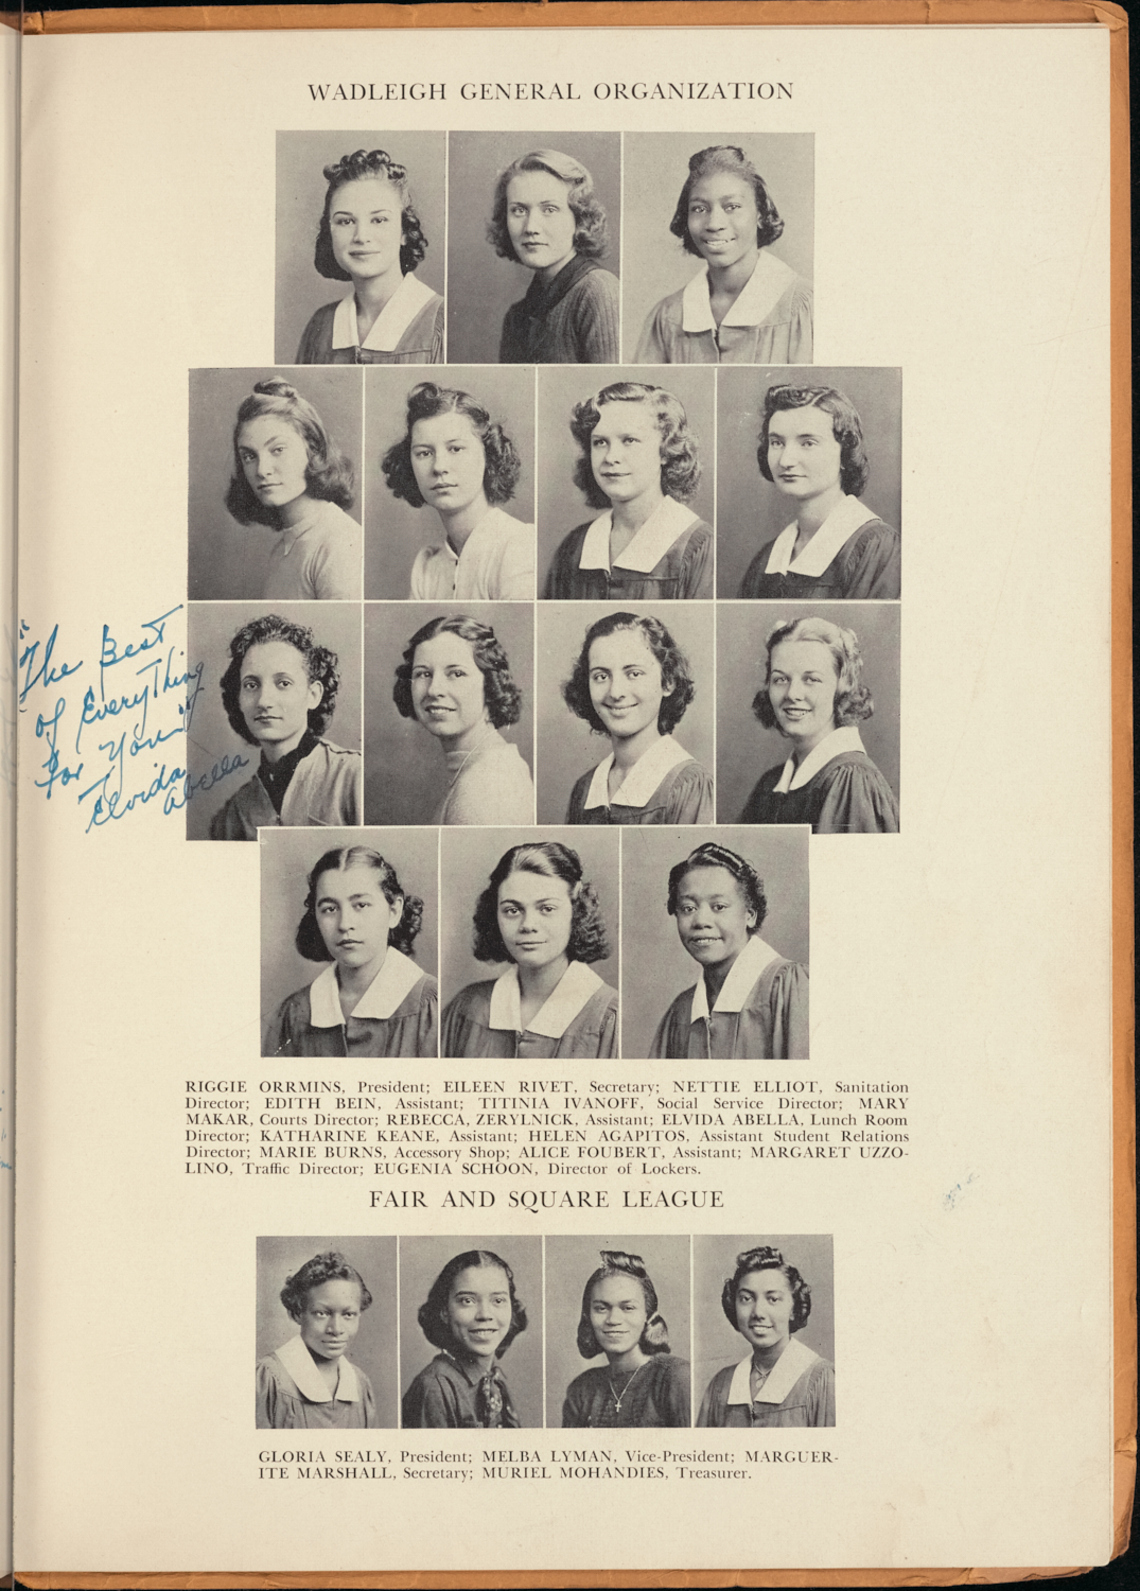 WADLEIGH GENERAL ORGANIZATION
"The Best
of Everything
for You"
Elvida
Abella
RIGGIE ORRMINS, President; EILEEN RIVET, Secretary; NETTIE ELLIOT, Sanitation
Director; EDITH BEIN, Assistant; TITINIA IVANOFF, Social Service Director; MARY
MAKAR, Courts Director; REBECCA, ZERYLNICK, Assistant; ELVIDA ABELLA, Lunch Room
Director; KATHARINE KEANE, Assistant; HELEN AGAPITOS, Assistant Student Relations
Director; MARIE BURNS, Accessory Shop; ALICE FOUBERT, Assistant; MARGARET UZZO-
LINO, Traffic Director; EUGENIA SCHOON, Director of Lockers.
FAIR AND SQUARE LEAGUE
GLORIA SEALY, President; MELBA LYMAN, Vice-President; MARGUER-
ITE MARSHALL, Secretary; MURIEL MOHANDIES, Treasurer.